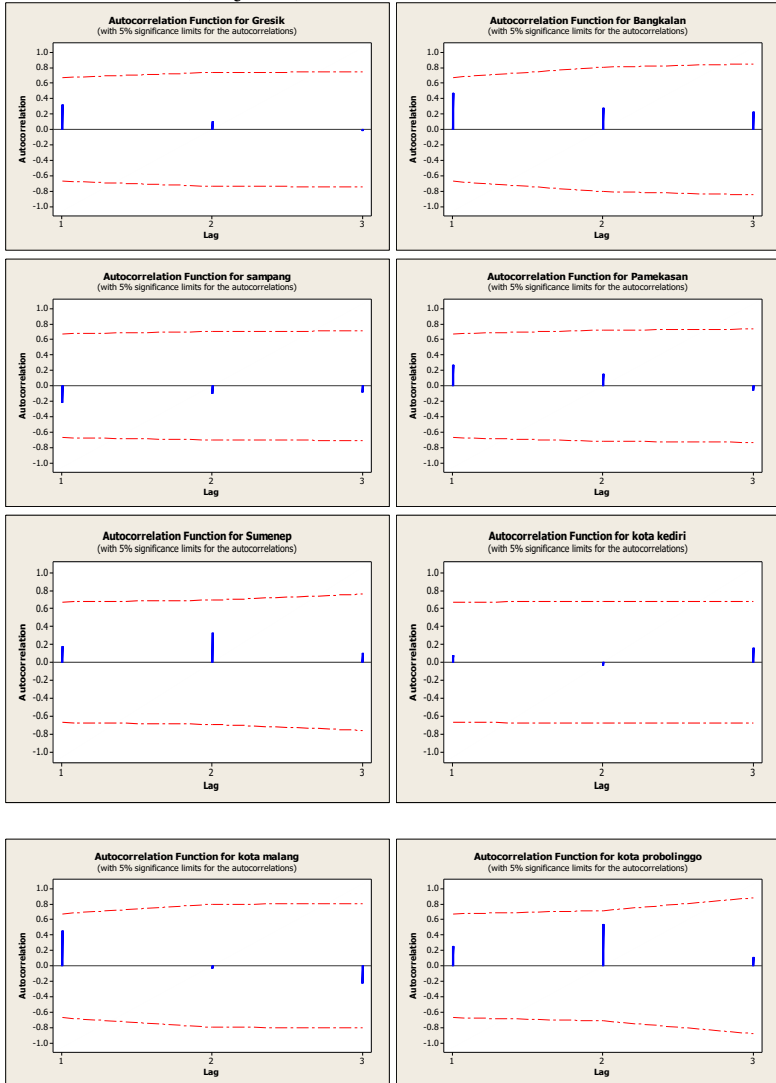 Autocorrelation Function for Gresik
(with 5% significance limits for the autocorrelations)
1.0
0.8
0.6
0.4
0.2
0.0
-0.2
-0.4
-0.6
-0.8
-1.0
Autocorrelation
1 2 3
Lag
Autocorrelation Function for Bangkalan
(with 5% significance limits for the autocorrelations)
1.0
0.8
0.6
0.4
0.2
0.0
-0.2
-0.4
-0.6
-0.8
-1.0
Autocorrelation
1 2 3
Lag
Autocorrelation Function for sampang
(with 5% significance limits for the autocorrelations)
1.0
0.8
0.6
0.4
0.2
0.0
-0.2
-0.4
-0.6
-0.8
-1.0
Autocorrelation
1 2 3
Lag
Autocorrelation Function for Pamekasan
(with 5% significance limits for the autocorrelations)
1.0
0.8
0.6
0.4
0.2
0.0
-0.2
-0.4
-0.6
-0.8
-1.0
Autocorrelation
1 2 3
Lag
Autocorrelation Function for Sumenep
(with 5% significance limits for the autocorrelations)
1.0
0.8
0.6
0.4
0.2
0.0
-0.2
-0.4
-0.6
-0.8
-1.0
Autocorrelation
1 2 3
Lag
Autocorrelation Function for kota kediri
(with 5% significance limits for the autocorrelations)
1.0
0.8
0.6
0.4
0.2
0.0
-0.2
-0.4
-0.6
-0.8
-1.0
Autocorrelation
1 2 3
Lag
Autocorrelation Function for kota malang
(with 5% significance limits for the autocorrelations)
1.0
0.8
0.6
0.4
0.2
0.0
-0.2
-0.4
-0.6
-0.8
-1.0
Autocorrelation
1 2 3
Lag
Autocorrelation Function for kota probolinggo
(with 5% significance limits for the autocorrelations)
1.0
0.8
0.6
0.4
0.2
0.0
-0.2
-0.4
-0.6
-0.8
-1.0
Autocorrelation
1 2 3
Lag